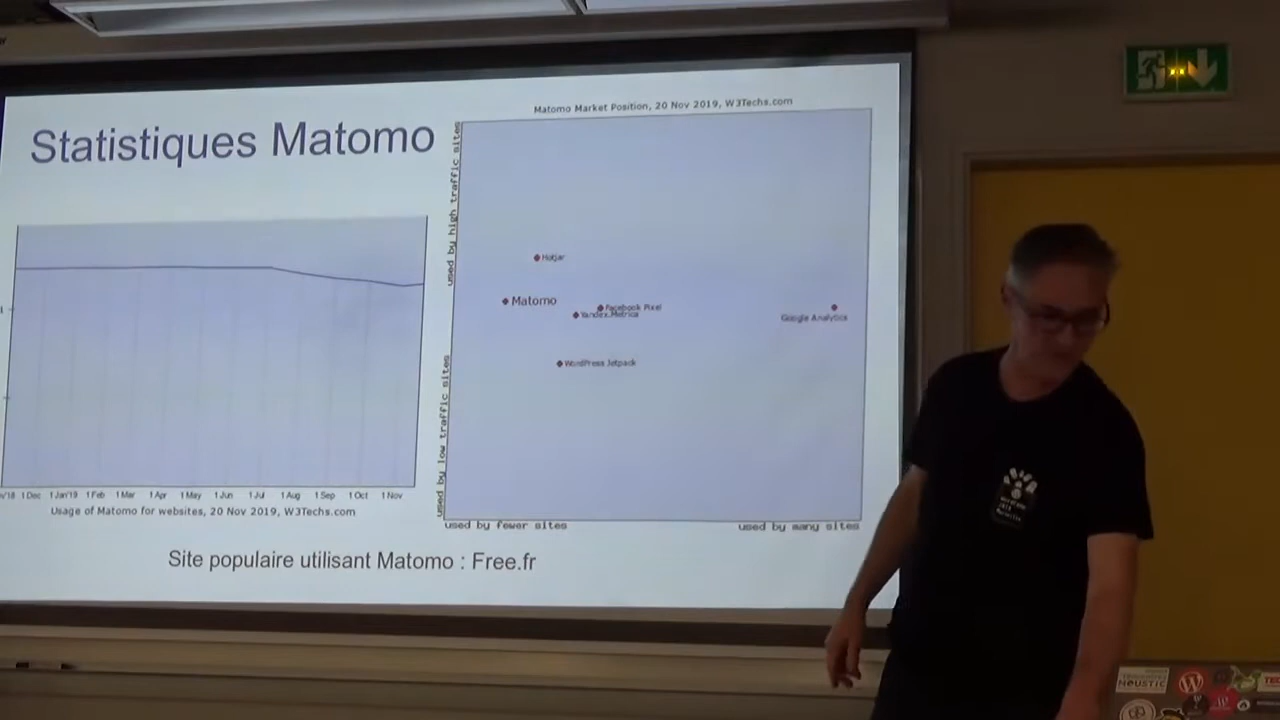 Statistiques Matomo
Matomo Market Position, 20 Nov 2019, W3Techs.com
used by high traffic sites
used by low traffic sites
Hotjar
Matomo
Facebook Pixel
Yandex.Metrica
Google Analytics
WordPress Jetpack
used by fewer sites
used by many sites
1
1 Dec 1 Jan'19 1 Feb 1 Mar 1 Apr 1 May 1 Jun 1 Jul 1 Aug 1 Sep 1 Oct 1 Nov
Usage of Matomo for websites, 20 Nov 2019, W3Techs.com
Site populaire utilisant Matomo : Free.fr
NOUSTIC